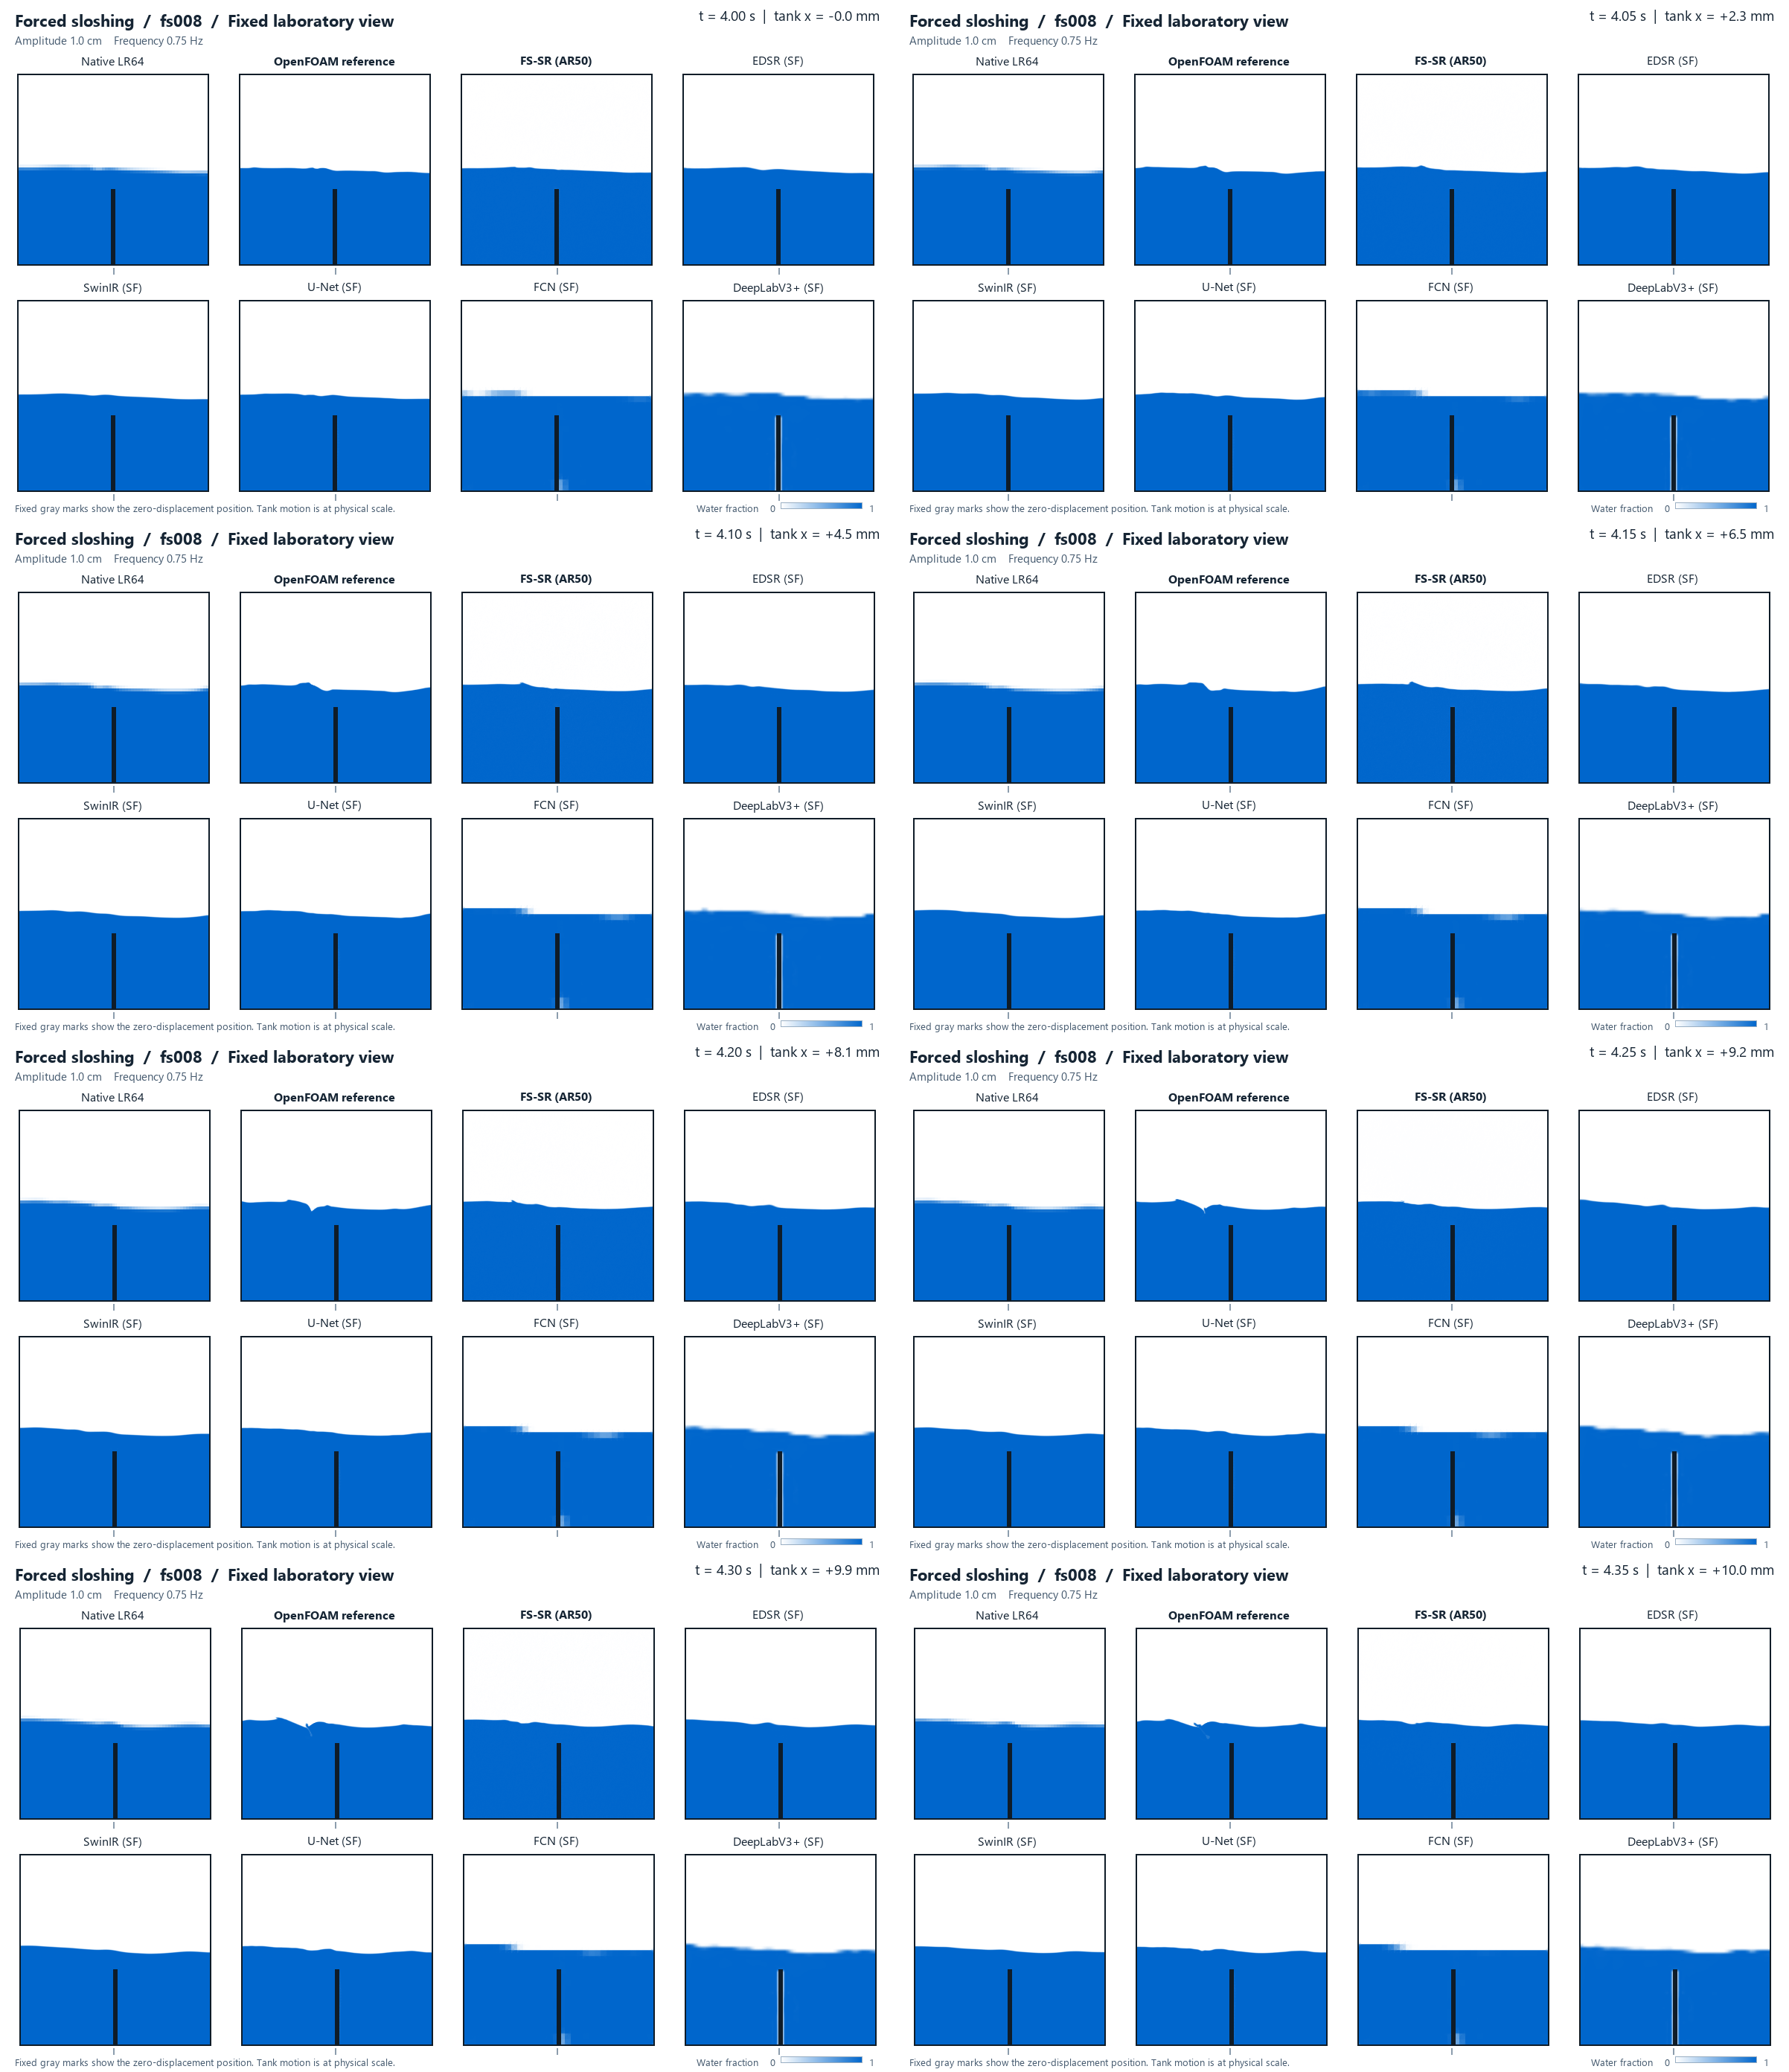 Forced sloshing / fs008 / Fixed laboratory view
t = 4.00 s | tank x = -0.0 mm
Amplitude 1.0 cm Frequency 0.75 Hz
Native LR64
OpenFOAM reference
FS-SR (AR50)
EDSR (SF)
SwinIR (SF)
U-Net (SF)
FCN (SF)
DeepLabV3+ (SF)
Fixed gray marks show the zero-displacement position. Tank motion is at physical scale.
Water fraction 0 1
Forced sloshing / fs008 / Fixed laboratory view
t = 4.05 s | tank x = +2.3 mm
Amplitude 1.0 cm Frequency 0.75 Hz
Native LR64
OpenFOAM reference
FS-SR (AR50)
EDSR (SF)
SwinIR (SF)
U-Net (SF)
FCN (SF)
DeepLabV3+ (SF)
Fixed gray marks show the zero-displacement position. Tank motion is at physical scale.
Water fraction 0 1
Forced sloshing / fs008 / Fixed laboratory view
t = 4.10 s | tank x = +4.5 mm
Amplitude 1.0 cm Frequency 0.75 Hz
Native LR64
OpenFOAM reference
FS-SR (AR50)
EDSR (SF)
SwinIR (SF)
U-Net (SF)
FCN (SF)
DeepLabV3+ (SF)
Fixed gray marks show the zero-displacement position. Tank motion is at physical scale.
Water fraction 0 1
Forced sloshing / fs008 / Fixed laboratory view
t = 4.15 s | tank x = +6.5 mm
Amplitude 1.0 cm Frequency 0.75 Hz
Native LR64
OpenFOAM reference
FS-SR (AR50)
EDSR (SF)
SwinIR (SF)
U-Net (SF)
FCN (SF)
DeepLabV3+ (SF)
Fixed gray marks show the zero-displacement position. Tank motion is at physical scale.
Water fraction 0 1
Forced sloshing / fs008 / Fixed laboratory view
t = 4.20 s | tank x = +8.1 mm
Amplitude 1.0 cm Frequency 0.75 Hz
Native LR64
OpenFOAM reference
FS-SR (AR50)
EDSR (SF)
SwinIR (SF)
U-Net (SF)
FCN (SF)
DeepLabV3+ (SF)
Fixed gray marks show the zero-displacement position. Tank motion is at physical scale.
Water fraction 0 1
Forced sloshing / fs008 / Fixed laboratory view
t = 4.25 s | tank x = +9.2 mm
Amplitude 1.0 cm Frequency 0.75 Hz
Native LR64
OpenFOAM reference
FS-SR (AR50)
EDSR (SF)
SwinIR (SF)
U-Net (SF)
FCN (SF)
DeepLabV3+ (SF)
Fixed gray marks show the zero-displacement position. Tank motion is at physical scale.
Water fraction 0 1
Forced sloshing / fs008 / Fixed laboratory view
t = 4.30 s | tank x = +9.9 mm
Amplitude 1.0 cm Frequency 0.75 Hz
Native LR64
OpenFOAM reference
FS-SR (AR50)
EDSR (SF)
SwinIR (SF)
U-Net (SF)
FCN (SF)
DeepLabV3+ (SF)
Fixed gray marks show the zero-displacement position. Tank motion is at physical scale.
Water fraction 0 1
Forced sloshing / fs008 / Fixed laboratory view
t = 4.35 s | tank x = +10.0 mm
Amplitude 1.0 cm Frequency 0.75 Hz
Native LR64
OpenFOAM reference
FS-SR (AR50)
EDSR (SF)
SwinIR (SF)
U-Net (SF)
FCN (SF)
DeepLabV3+ (SF)
Fixed gray marks show the zero-displacement position. Tank motion is at physical scale.
Water fraction 0 1